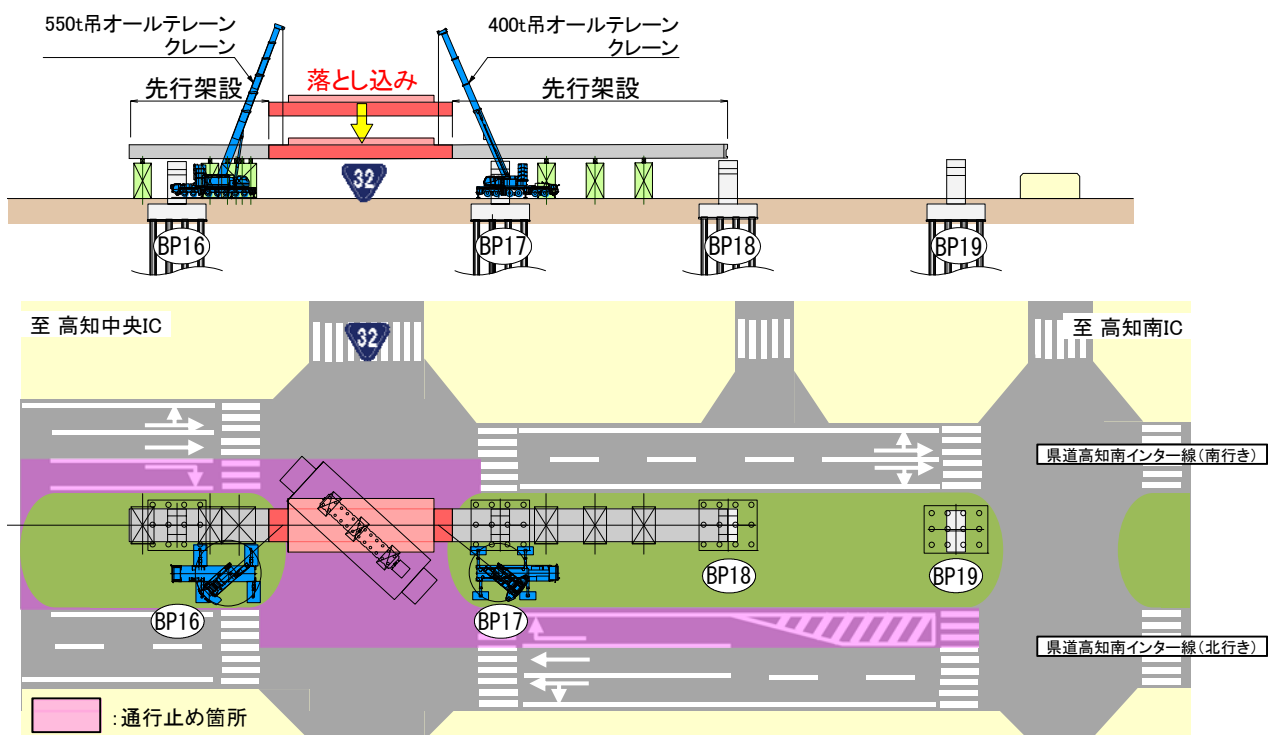 550t吊オールテレーン
クレーン
400t吊オールテレーン
クレーン
先行架設
落とし込み
先行架設
32
BP16
BP17
BP18
BP19
至 高知中央IC
32
至 高知南IC
県道高知南インター線(南行き)
BP18
BP19
BP16
BP17
県道高知南インター線(北行き)
:通行止め箇所